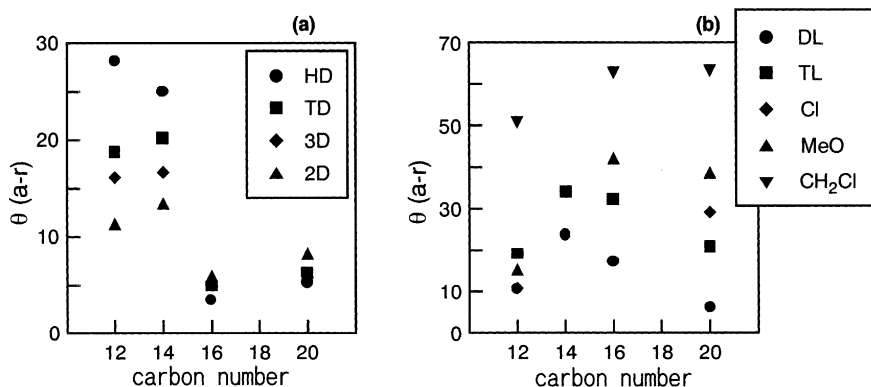 (a)
30
20
10
0
θ (a-r)
12 14 16 18 20
carbon number
HD
TD
3D
2D
(b)
70
50
30
10
0
θ (a-r)
12 14 16 18 20
carbon number
DL
TL
Cl
MeO
CH₂Cl